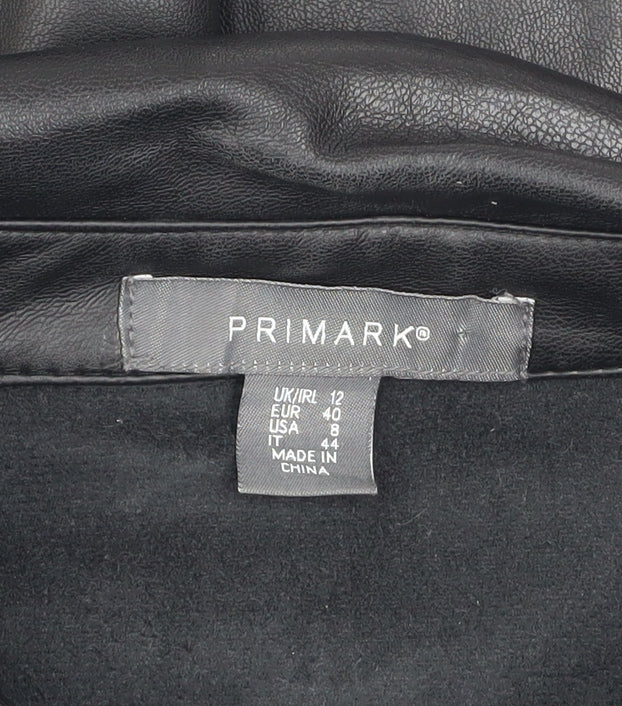 PRIMARK®
UK/IRL 12
EUR 40
USA 8
IT 44
MADE IN
CHINA